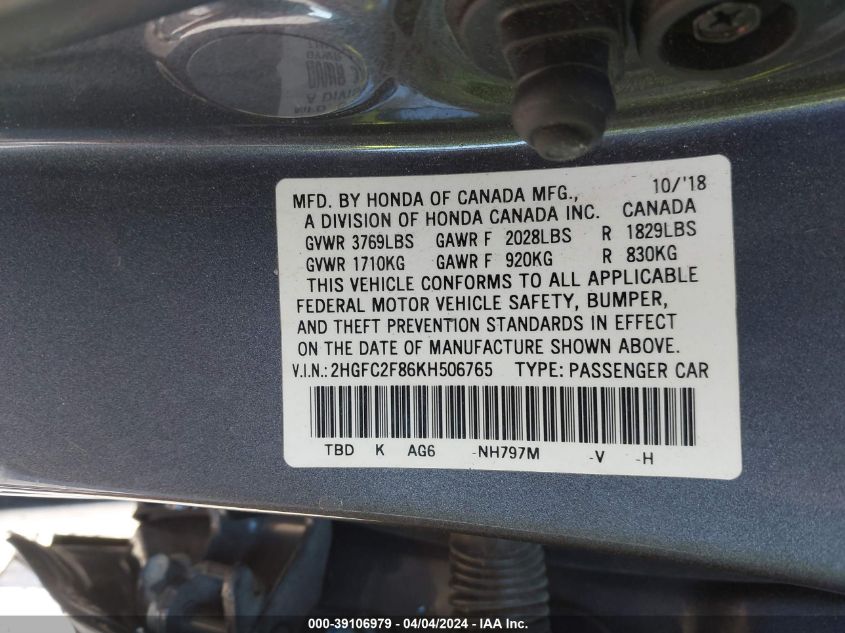 MFD. BY HONDA OF CANADA MFG., 10/'18
A DIVISION OF HONDA CANADA INC. CANADA
GVWR 3769LBS GAWR F 2028LBS R 1829LBS
GVWR 1710KG GAWR F 920KG R 830KG
THIS VEHICLE CONFORMS TO ALL APPLICABLE
FEDERAL MOTOR VEHICLE SAFETY, BUMPER,
AND THEFT PREVENTION STANDARDS IN EFFECT
ON THE DATE OF MANUFACTURE SHOWN ABOVE.
V.I.N.: 2HGFC2F86KH506765 TYPE: PASSENGER CAR
TBD K AG6 -NH797M -V -H
000-39106979 - 04/04/2024 - IAA Inc.